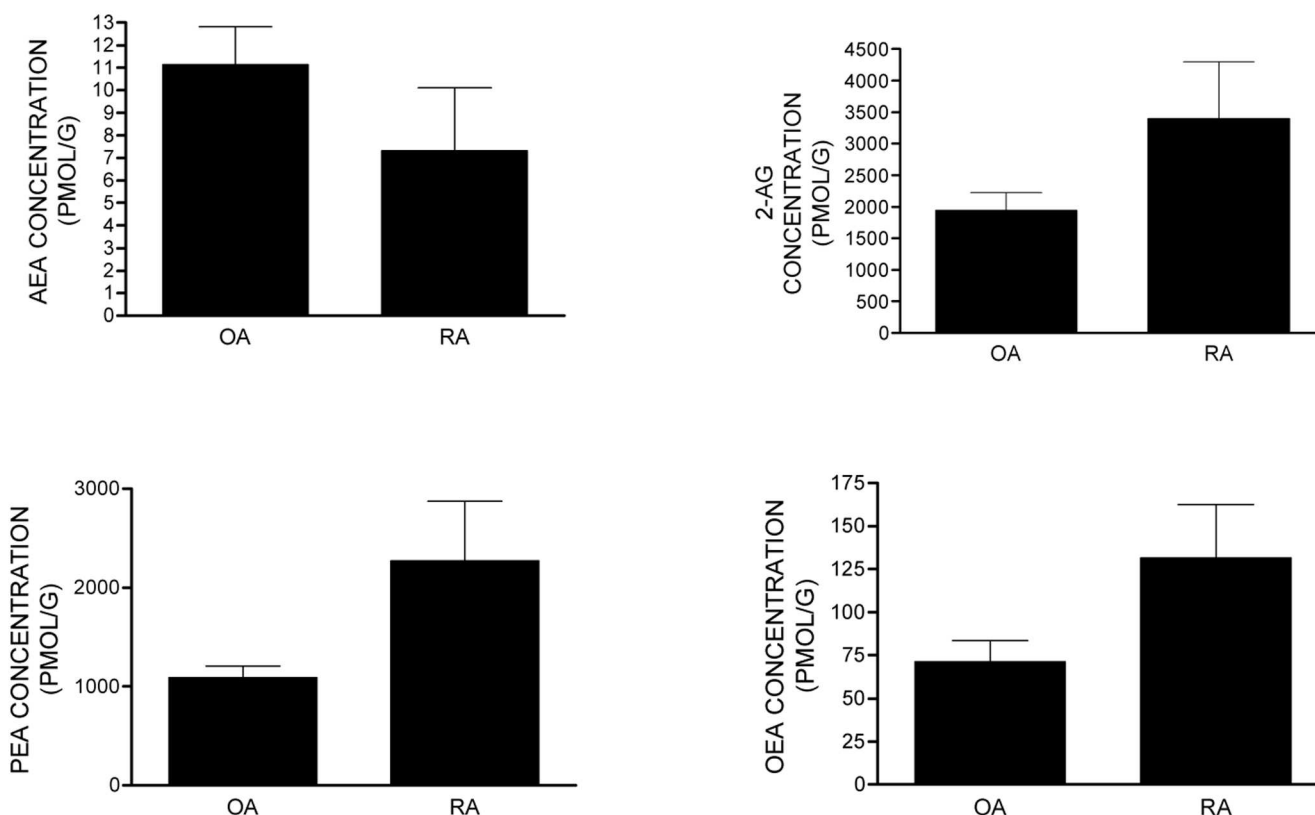 AEA CONCENTRATION
(PMOL/G)
13
12
11
10
9
8
7
6
5
4
3
2
1
0
OA RA
2-AG
CONCENTRATION
(PMOL/G)
4500
4000
3500
3000
2500
2000
1500
1000
500
0
OA RA
PEA CONCENTRATION
(PMOL/G)
3000
2000
1000
0
OA RA
OEA CONCENTRATION
(PMOL/G)
175
150
125
100
75
50
25
0
OA RA